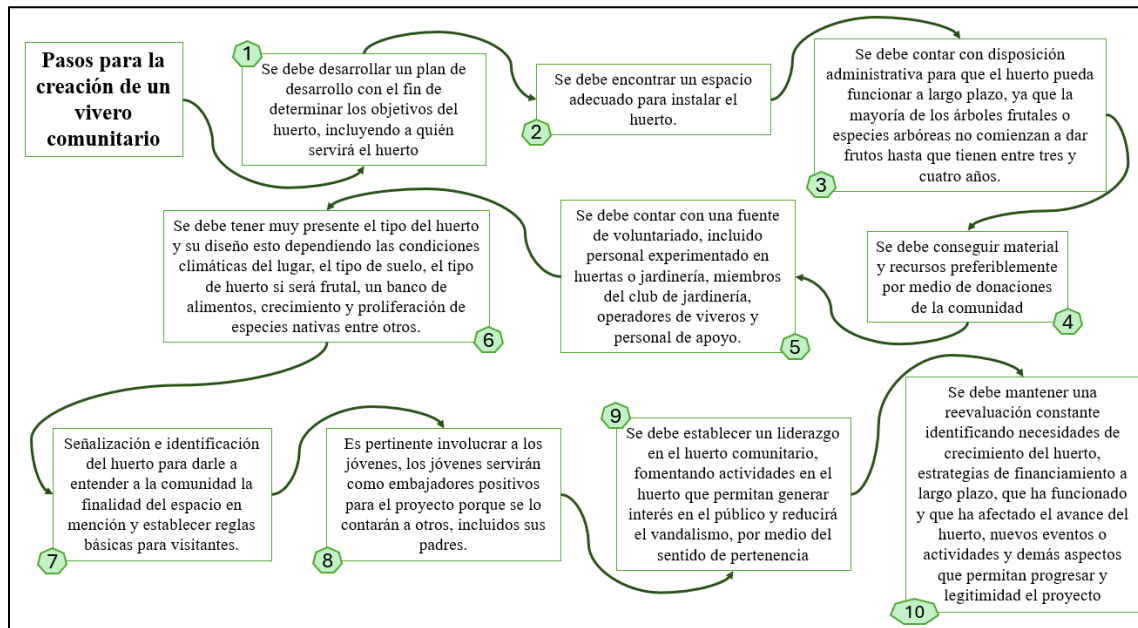 Pasos para la
creación de un
vivero
comunitario
1
Se debe desarrollar un plan de
desarrollo con el fin de
determinar los objetivos del
huerto, incluyendo a quién
servirá el huerto
Se debe encontrar un espacio
adecuado para instalar el
huerto.
2
Se debe contar con disposición
administrativa para que el huerto pueda
funcionar a largo plazo, ya que la
mayoría de los árboles frutales o
especies arbóreas no comienzan a dar
frutos hasta que tienen entre tres y
cuatro años.
3
Se debe conseguir material
y recursos preferiblemente
por medio de donaciones
de la comunidad
4
Se debe contar con una fuente
de voluntariado, incluido
personal experimentado en
huertas o jardinería, miembros
del club de jardinería,
operadores de viveros y
personal de apoyo.
5
Se debe tener muy presente el tipo del huerto
y su diseño esto dependiendo las condiciones
climáticas del lugar, el tipo de suelo, el tipo
de huerto si será frutal, un banco de
alimentos, crecimiento y proliferación de
especies nativas entre otros.
6
Señalización e identificación
del huerto para darle a
entender a la comunidad la
finalidad del espacio en
mención y establecer reglas
básicas para visitantes.
7
Es pertinente involucrar a los
jóvenes, los jóvenes servirán
como embajadores positivos
para el proyecto porque se lo
contarán a otros, incluidos sus
padres.
8
9
Se debe establecer un liderazgo
en el huerto comunitario,
fomentando actividades en el
huerto que permitan generar
interés en el público y reducirá
el vandalismo, por medio del
sentido de pertenencia
Se debe mantener una
reevaluación constante
identificando necesidades de
crecimiento del huerto,
estrategias de financiamiento a
largo plazo, que ha funcionado
y que ha afectado el avance del
huerto, nuevos eventos o
actividades y demás aspectos
que permitan progresar y
legitimidad el proyecto
10